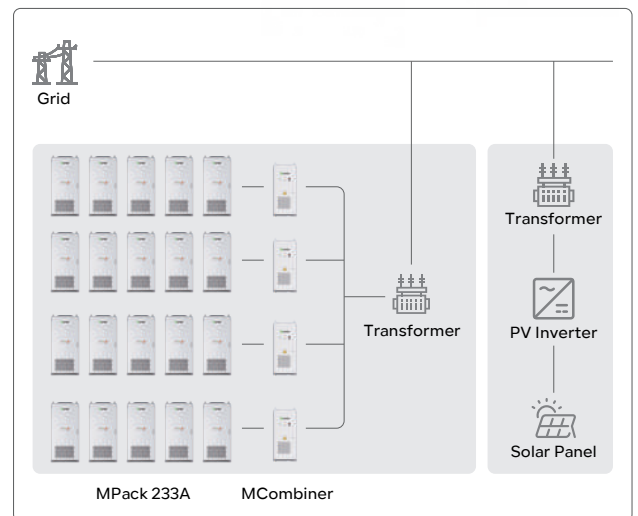 Grid
Transformer
Transformer
PV Inverter
Solar Panel
MPack 233A
MCombiner